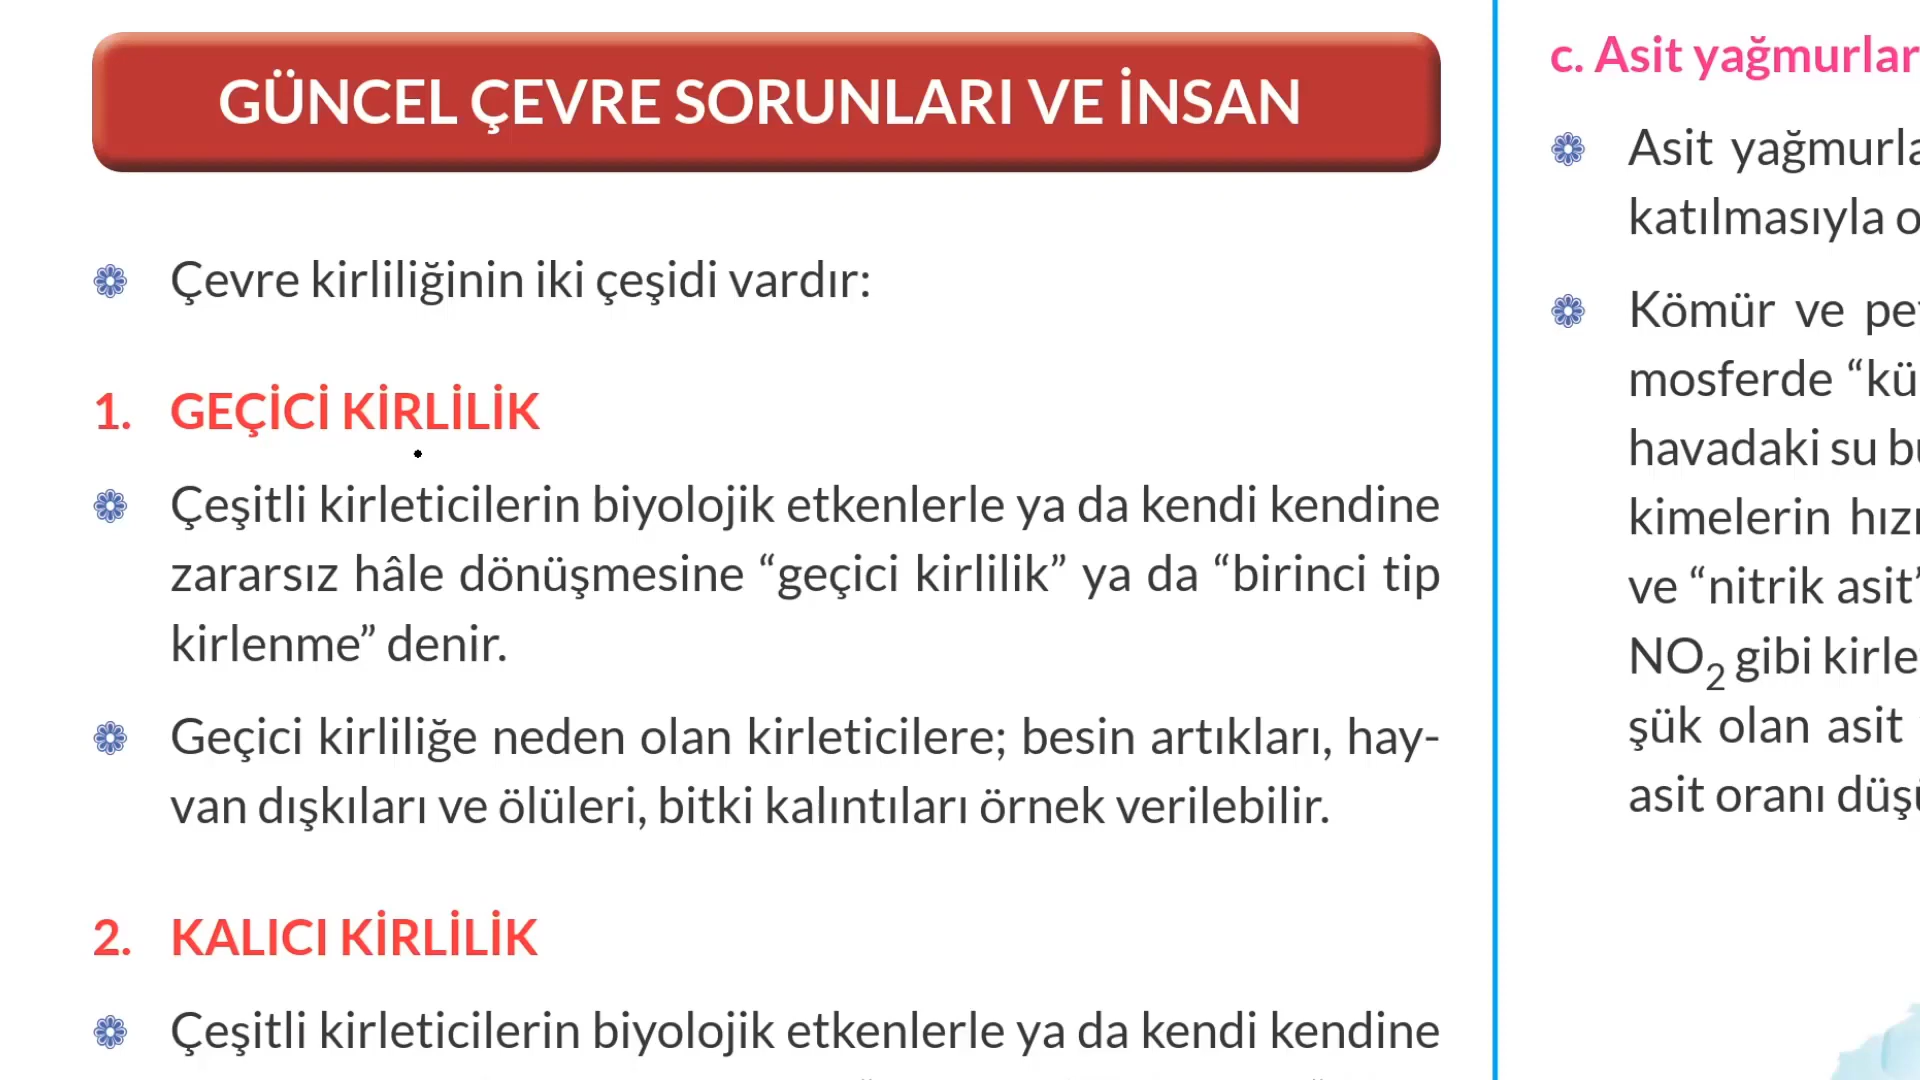 GÜNCEL ÇEVRE SORUNLARI VE İNSAN
Çevre kirliliğinin iki çeşidi vardır:
1. GEÇİCİ KİRLİLİK
Çeşitli kirleticilerin biyolojik etkenlerle ya da kendi kendine
zararsız hâle dönüşmesine “geçici kirlilik” ya da “birinci tip
kirlenme” denir.
Geçici kirliliğe neden olan kirleticilere; besin artıkları, hay-
van dışkıları ve ölüleri, bitki kalıntıları örnek verilebilir.
2. KALICI KİRLİLİK
Çeşitli kirleticilerin biyolojik etkenlerle ya da kendi kendine
c. Asit yağmurlar
Asit yağmurla
katılmasıyla
Kömür ve
mosferde “kü
havadaki su
kimelerin
ve “nitrik asit”
NO₂ gibi
şük olan asit
asit oranı